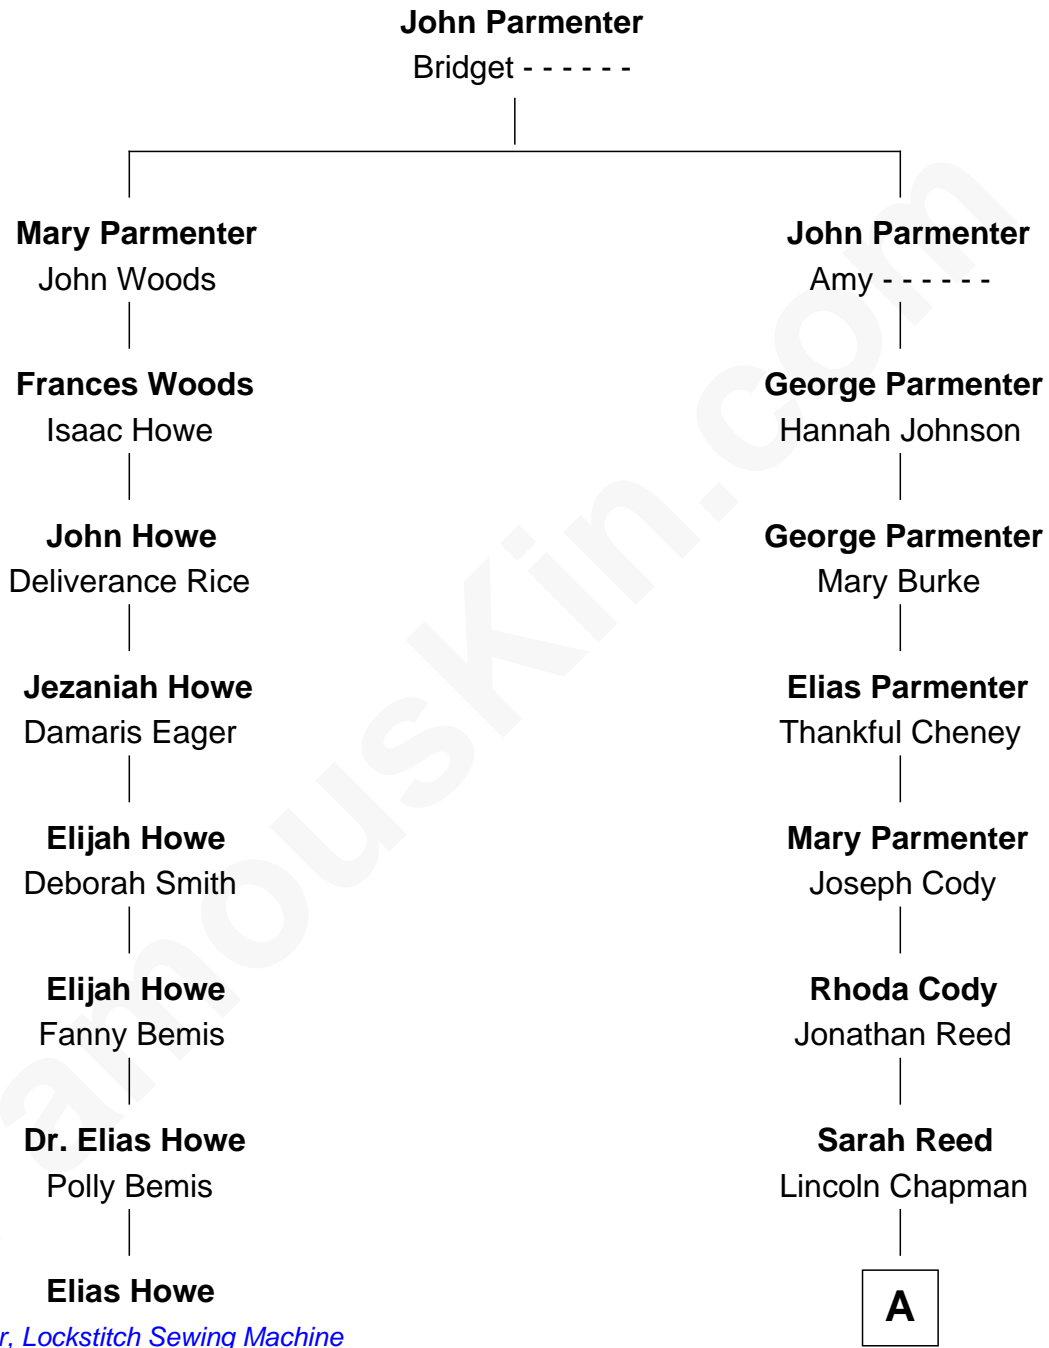 John Parmenter
Bridget - - - - - -
Mary Parmenter
John Woods
John Parmenter
Amy - - - - - -
Frances Woods
Isaac Howe
George Parmenter
Hannah Johnson
John Howe
Deliverance Rice
George Parmenter
Mary Burke
Jezaniah Howe
Damaris Eager
Elias Parmenter
Thankful Cheney
Elijah Howe
Deborah Smith
Mary Parmenter
Joseph Cody
Elijah Howe
Fanny Bemis
Rhoda Cody
Jonathan Reed
Dr. Elias Howe
Polly Bemis
Sarah Reed
Lincoln Chapman
Elias Howe
r, Lockstitch Sewing Machine
A
amousKin.com